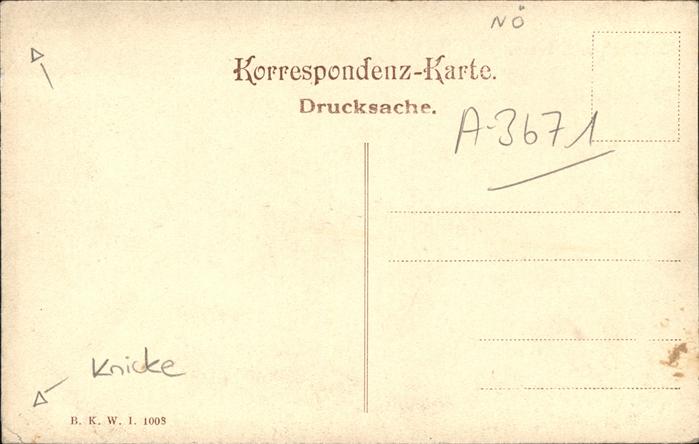 NÖ
Korrespondenz-Karte.
Drucksache.
A-3671
Knicke
B. K. W. I. 1008